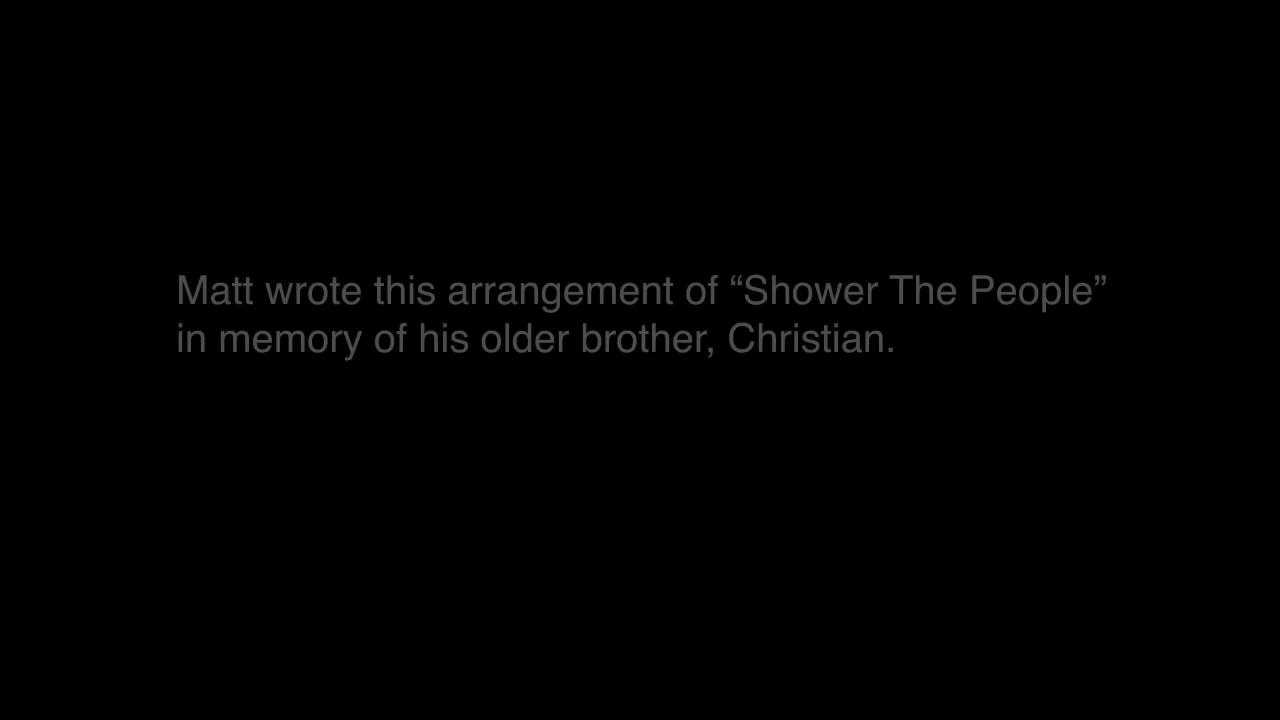 Matt wrote this arrangement of “Shower The People”
in memory of his older brother, Christian.